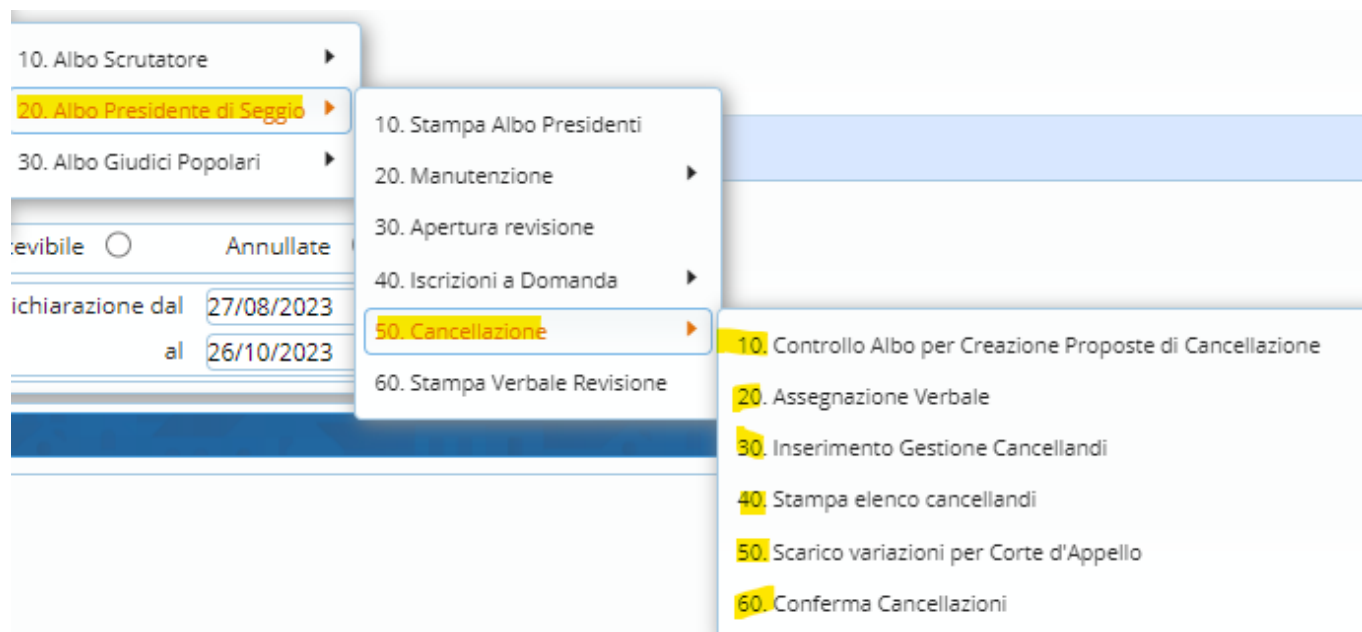 10. Albo Scrutatore
20. Albo Presidente di Seggio
30. Albo Giudici Popolari
10. Stampa Albo Presidenti
20. Manutenzione
30. Apertura revisione
40. Iscrizioni a Domanda
50. Cancellazione
60. Stampa Verbale Revisione
10. Controllo Albo per Creazione Proposte di Cancellazione
20. Assegnazione Verbale
30. Inserimento Gestione Cancellandi
40. Stampa elenco cancellandi
50. Scarico variazioni per Corte d'Appello
60. Conferma Cancellazioni
evibile Annullate
ichiarazione dal 27/08/2023
al 26/10/2023